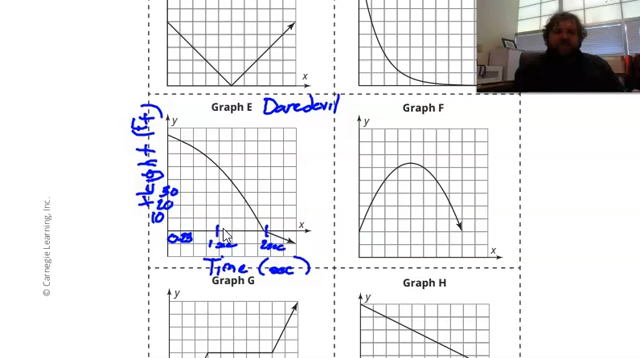 x
x
Graph E
Daredevil
Graph F
y
y
Height (ft)
30
20
10
0.25
1 sec
2 sec
x
x
Time (sec)
Graph G
Graph H
y
y
© Carnegie Learning, Inc.